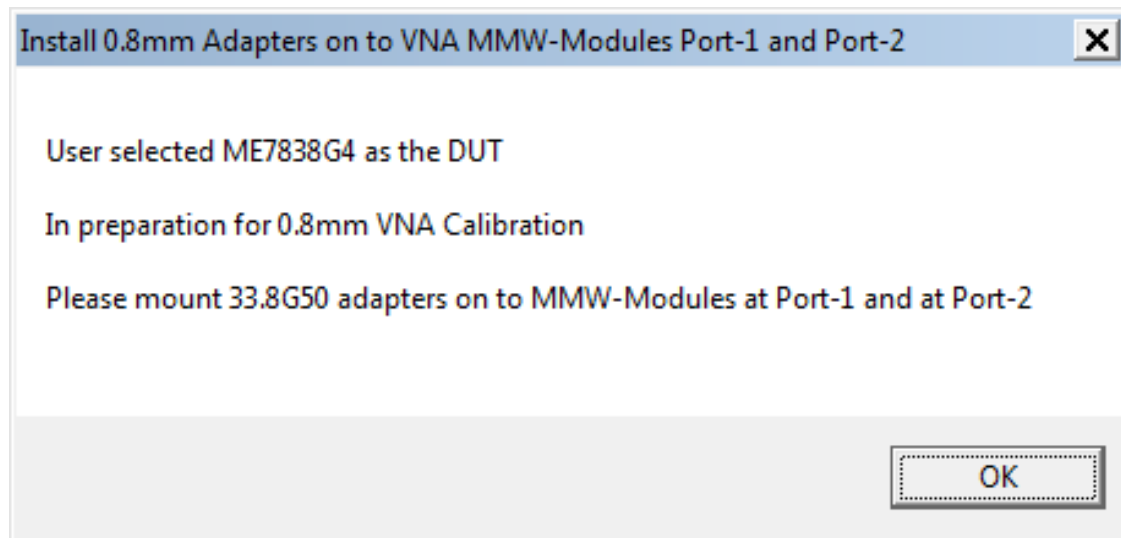 Install 0.8mm Adapters on to VNA MMW-Modules Port-1 and Port-2
User selected ME7838G4 as the DUT
In preparation for 0.8mm VNA Calibration
Please mount 33.8G50 adapters on to MMW-Modules at Port-1 and at Port-2
OK